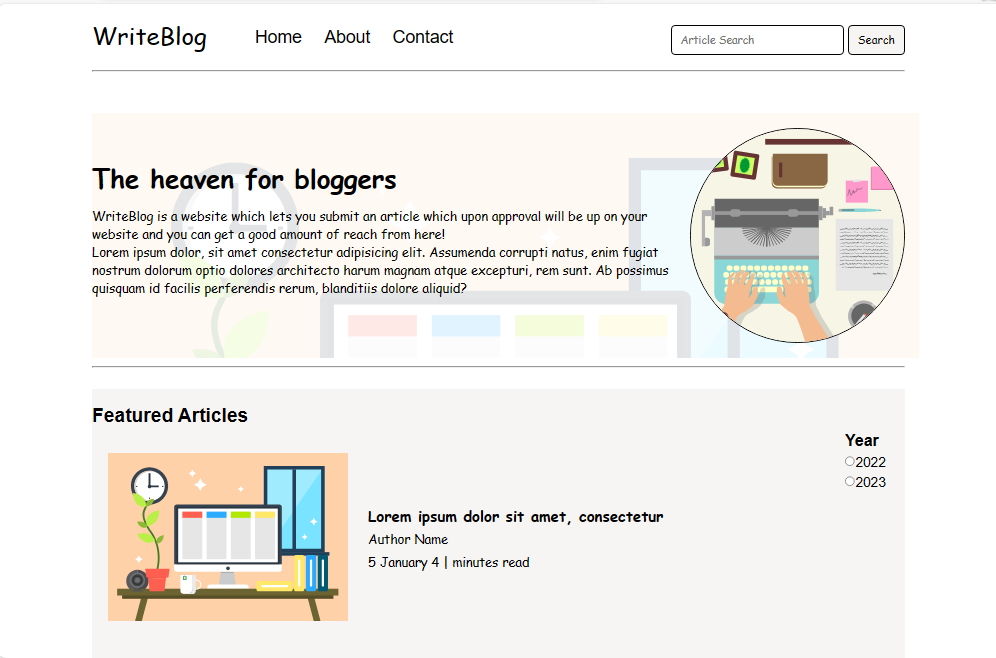 WriteBlog
Home About Contact
Article Search Search
The heaven for bloggers
WriteBlog is a website which lets you submit an article which upon approval will be up on your
website and you can get a good amount of reach from here!
Lorem ipsum dolor, sit amet consectetur adipisicing elit. Assumenda corrupti natus, enim fugiat
nostrum dolorum optio dolores architecto harum magnam atque excepturi, rem sunt. Ab possimus
quisquam id facilis perferendis rerum, blanditiis dolore aliquid?
Featured Articles
Year
2022
2023
Lorem ipsum dolor sit amet, consectetur
Author Name
5 January 4 | minutes read